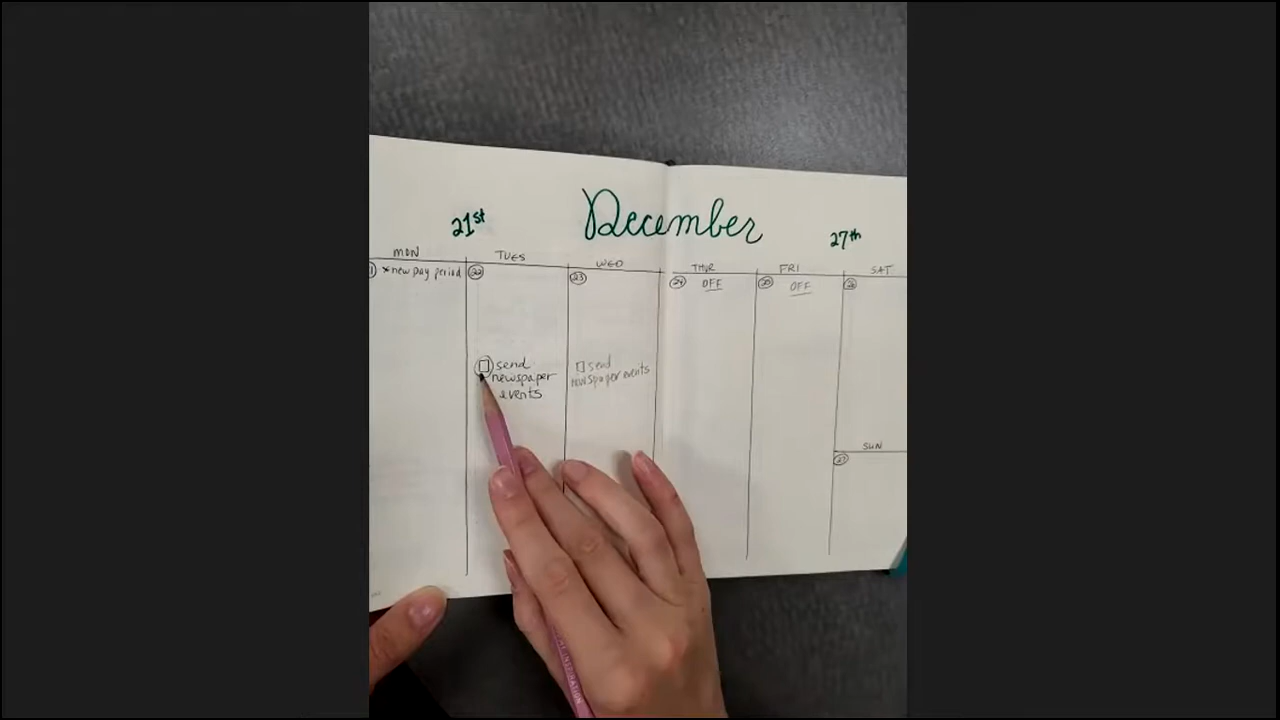 21st
December
27th
MON
TUES
WED
THUR
FRI
SAT
*new pay period
22
23
24
OFF
25
OFF
26
□ send
newspaper
events
□ send
newspaper events
SUN
27
INSPIRATION